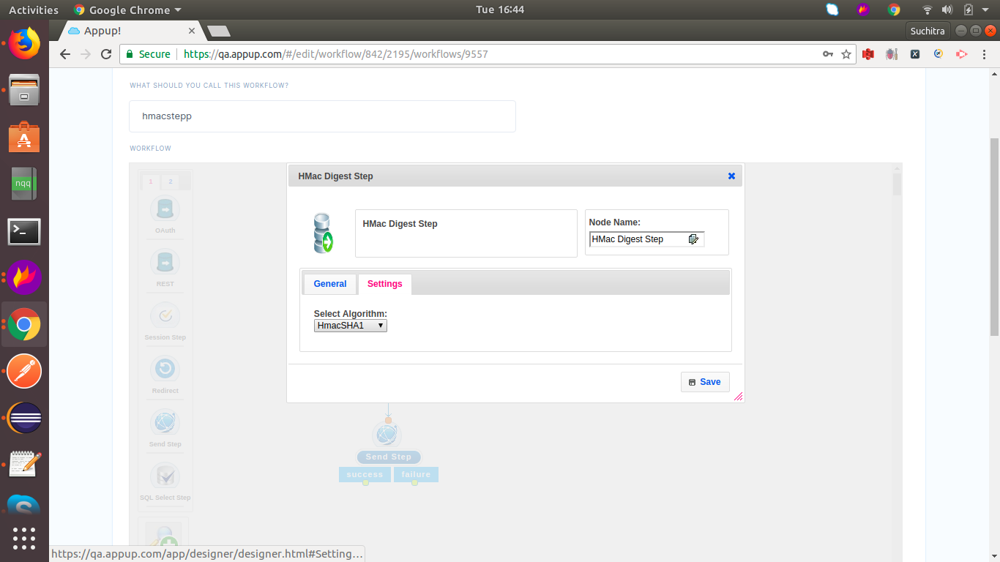 Activities Google Chrome Tue 16:44
Appup! Suchitra
Secure https://qa.appup.com/#/edit/workflow/842/2195/workflows/9557
WHAT SHOULD YOU CALL THIS WORKFLOW?
hmacstepp
WORKFLOW
1 2
OAuth
REST
Session Step
Redirect
Send Step
SQL Select Step
HMac Digest Step
HMac Digest Step
Node Name:
HMac Digest Step
General Settings
Select Algorithm:
HmacSHA1
Save
Send Step
success failure
nqq
https://qa.appup.com/app/designer/designer.html#Setting...